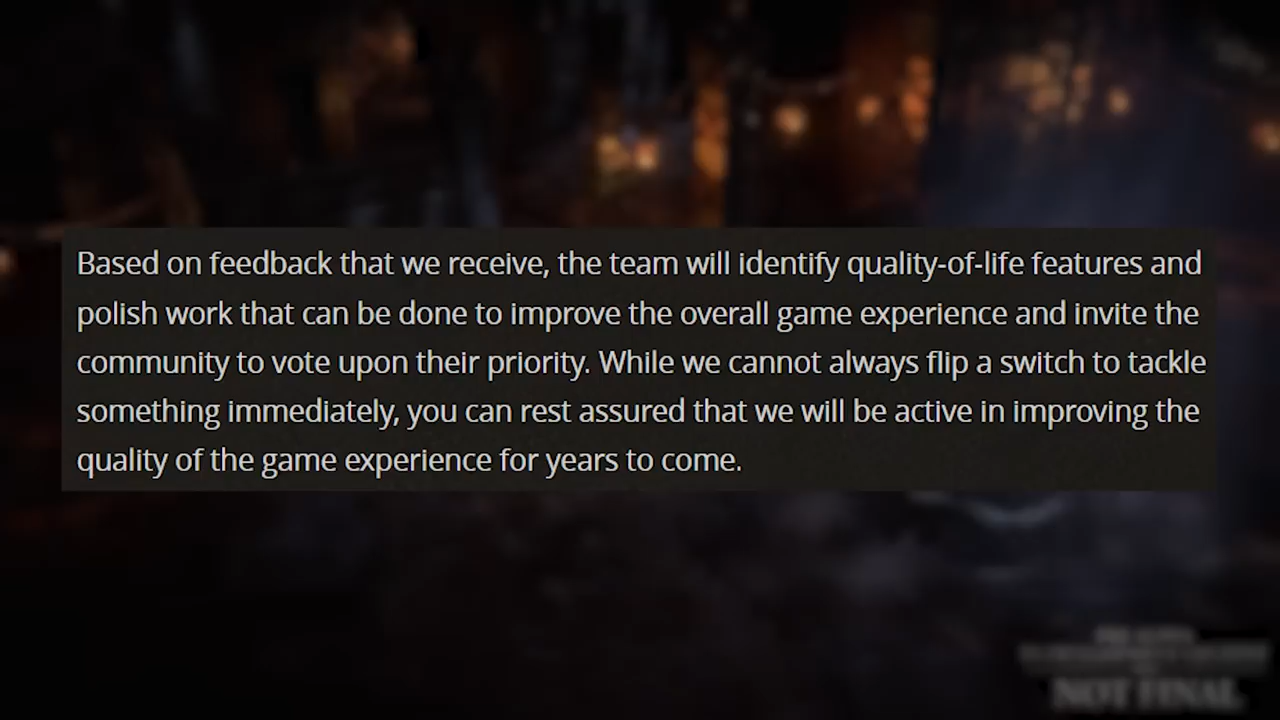 Based on feedback that we receive, the team will identify quality-of-life features and
polish work that can be done to improve the overall game experience and invite the
community to vote upon their priority. While we cannot always flip a switch to tackle
something immediately, you can rest assured that we will be active in improving the
quality of the game experience for years to come.
NOT FINAL